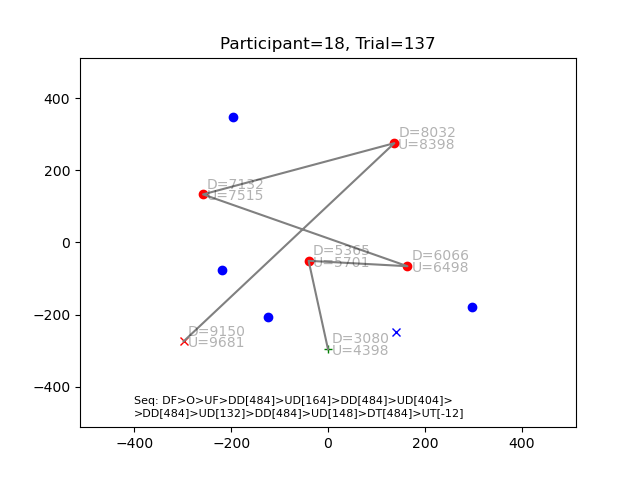 Participant=18, Trial=137
400
200
0
−200
−400
D=8032
U=8398
D=7132
U=7515
D=5365
U=5701
D=6066
U=6498
D=9150
U=9681
D=3080
U=4398
Seq: DF>O>UF>DD[484]>UD[164]>DD[484]>UD[404]>
>DD[484]>UD[132]>DD[484]>UD[148]>DT[484]>UT[-12]
−400 −200 0 200 400